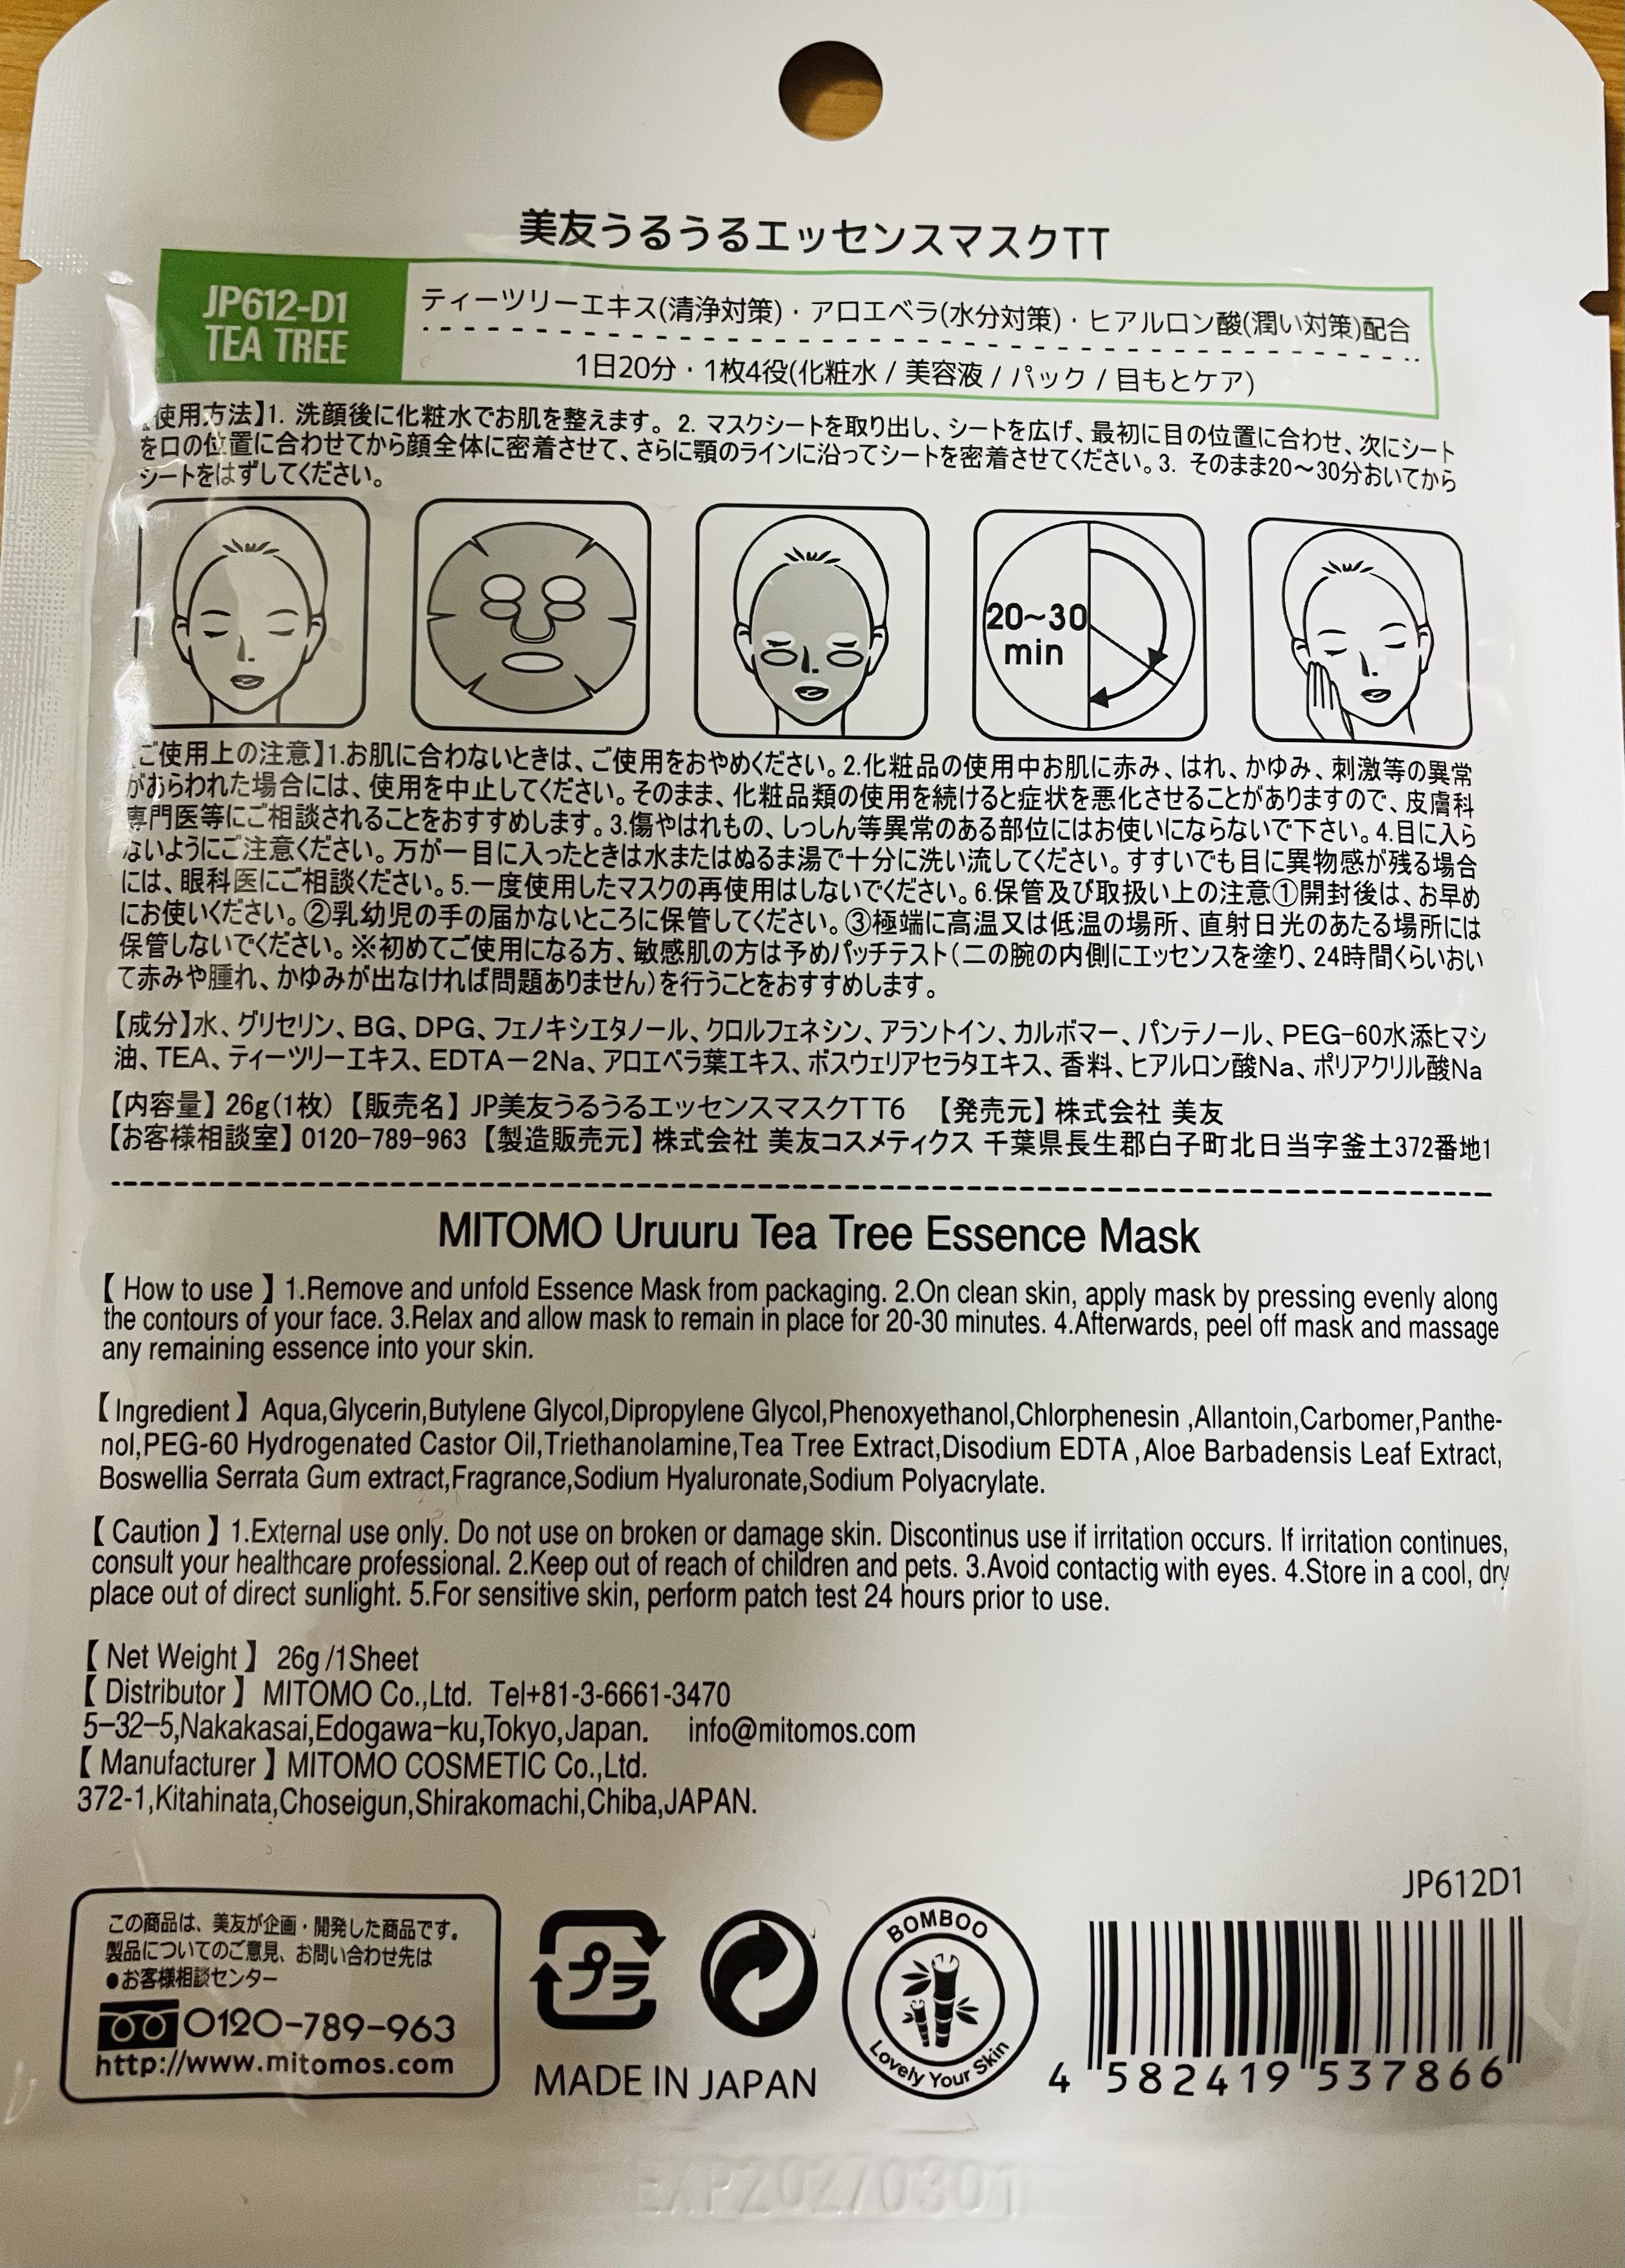 美友うるうるエッセンスマスクTT
JP612-D1
TEA TREE
ティーツリーエキス(清浄対策)・アロエベラ(水分対策)・ヒアルロン酸(潤い対策)配合
1日20分・1枚4役(化粧水 / 美容液 / パック / 目もとケア)
【使用方法】1. 洗顔後に化粧水でお肌を整えます。 2. マスクシートを取り出し、シートを広げ、最初に目の位置に合わせ、次にシート
を口の位置に合わせてから顔全体に密着させて、さらに顎のラインに沿ってシートを密着させてください。3. そのまま20〜30分おいてから
シートをはずしてください。
20~30
min
【ご使用上の注意】1.お肌に合わないときは、ご使用をおやめください。2.化粧品の使用中お肌に赤み、はれ、かゆみ、刺激等の異常
があらわれた場合には、使用を中止してください。そのまま、化粧品類の使用を続けると症状を悪化させることがありますので、皮膚科
専門医等にご相談されることをおすすめします。3.傷やはれもの、しっしん等異常のある部位にはお使いにならないで下さい。4.目に入ら
ないようにご注意ください。万が一目に入ったときは水またはぬるま湯で十分に洗い流してください。すすいでも目に異物感が残る場合
には、眼科医にご相談ください。5.一度使用したマスクの再使用はしないでください。6.保管及び取扱い上の注意①開封後は、お早め
にお使いください。②乳幼児の手の届かないところに保管してください。③極端に高温又は低温の場所、直射日光のあたる場所には
保管しないでください。※初めてご使用になる方、敏感肌の方は予めパッチテスト(二の腕の内側にエッセンスを塗り、24時間くらいおい
て赤みや腫れ、かゆみが出なければ問題ありません)を行うことをおすすめします。
【成分】水、グリセリン、BG、DPG、フェノキシエタノール、クロルフェネシン、アラントイン、カルボマー、パンテノール、PEG-60水添ヒマシ
油、TEA、ティーツリーエキス、EDTA－2Na、アロエベラ葉エキス、ボスウェリアセラタエキス、香料、ヒアルロン酸Na、ポリアクリル酸Na
【内容量】26g(1枚) 【販売名】JP美友うるうるエッセンスマスクTT6 【発売元】株式会社 美友
【お客様相談室】0120-789-963 【製造販売元】株式会社 美友コスメティクス 千葉県長生郡白子町北日当字釜土372番地1
MITOMO Uruuru Tea Tree Essence Mask
【 How to use 】 1.Remove and unfold Essence Mask from packaging. 2.On clean skin, apply mask by pressing evenly along
the contours of your face. 3.Relax and allow mask to remain in place for 20-30 minutes. 4.Afterwards, peel off mask and massage
any remaining essence into your skin.
【 Ingredient 】 Aqua,Glycerin,Butylene Glycol,Dipropylene Glycol,Phenoxyethanol,Chlorphenesin ,Allantoin,Carbomer,Panthe-
nol,PEG-60 Hydrogenated Castor Oil,Triethanolamine,Tea Tree Extract,Disodium EDTA ,Aloe Barbadensis Leaf Extract,
Boswellia Serrata Gum extract,Fragrance,Sodium Hyaluronate,Sodium Polyacrylate.
【 Caution 】 1.External use only. Do not use on broken or damage skin. Discontinus use if irritation occurs. If irritation continues,
consult your healthcare professional. 2.Keep out of reach of children and pets. 3.Avoid contactig with eyes. 4.Store in a cool, dry
place out of direct sunlight. 5.For sensitive skin, perform patch test 24 hours prior to use.
【 Net Weight 】 26g /1Sheet
【 Distributor 】 MITOMO Co.,Ltd. Tel+81-3-6661-3470
5-32-5,Nakakasai,Edogawa-ku,Tokyo,Japan. info@mitomos.com
【 Manufacturer 】 MITOMO COSMETIC Co.,Ltd.
372-1,Kitahinata,Choseigun,Shirakomachi,Chiba,JAPAN.
この商品は、美友が企画・開発した商品です。
製品についてのご意見、お問い合わせ先は
●お客様相談センター
0120-789-963
http://www.mitomos.com
プラ
MADE IN JAPAN
BOMBOO
Lovely Your Skin
JP612D1
4 582419 537866
EXP20270301